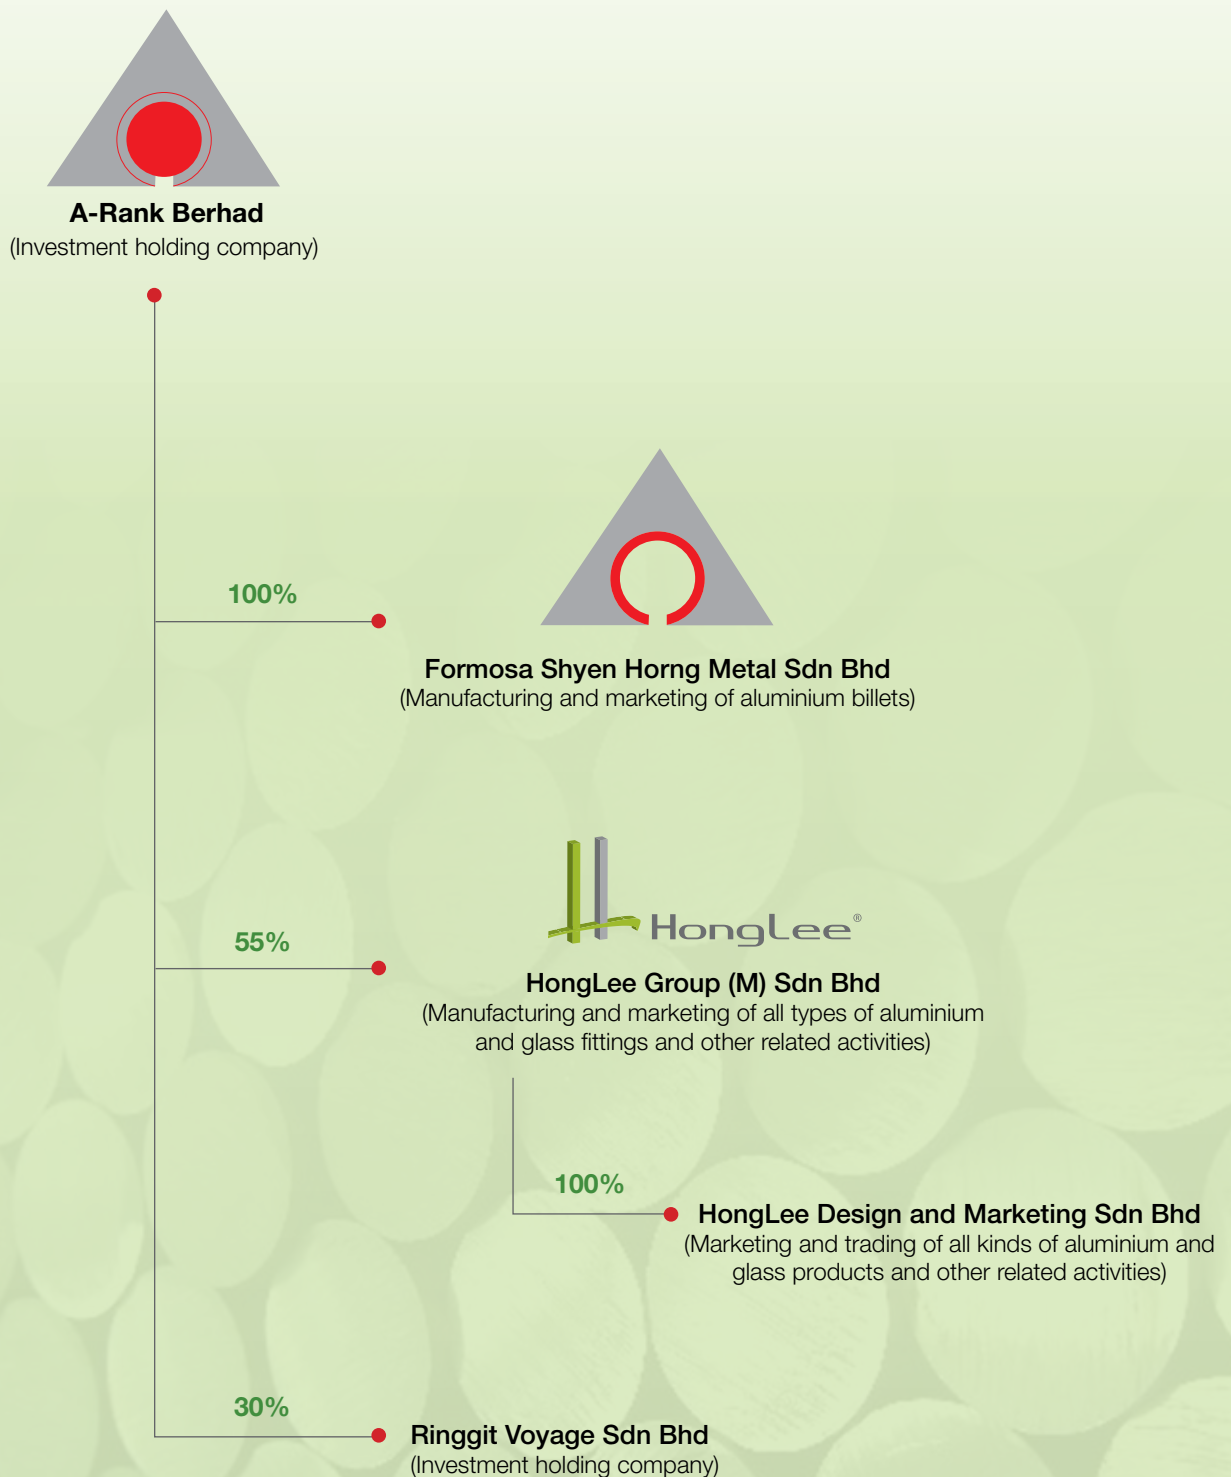 A-Rank Berhad
(Investment holding company)
100%
Formosa Shyen Horng Metal Sdn Bhd
(Manufacturing and marketing of aluminium billets)
HongLee®
55%
HongLee Group (M) Sdn Bhd
(Manufacturing and marketing of all types of aluminium
and glass fittings and other related activities)
100%
HongLee Design and Marketing Sdn Bhd
(Marketing and trading of all kinds of aluminium and
glass products and other related activities)
30%
Ringgit Voyage Sdn Bhd
(Investment holding company)